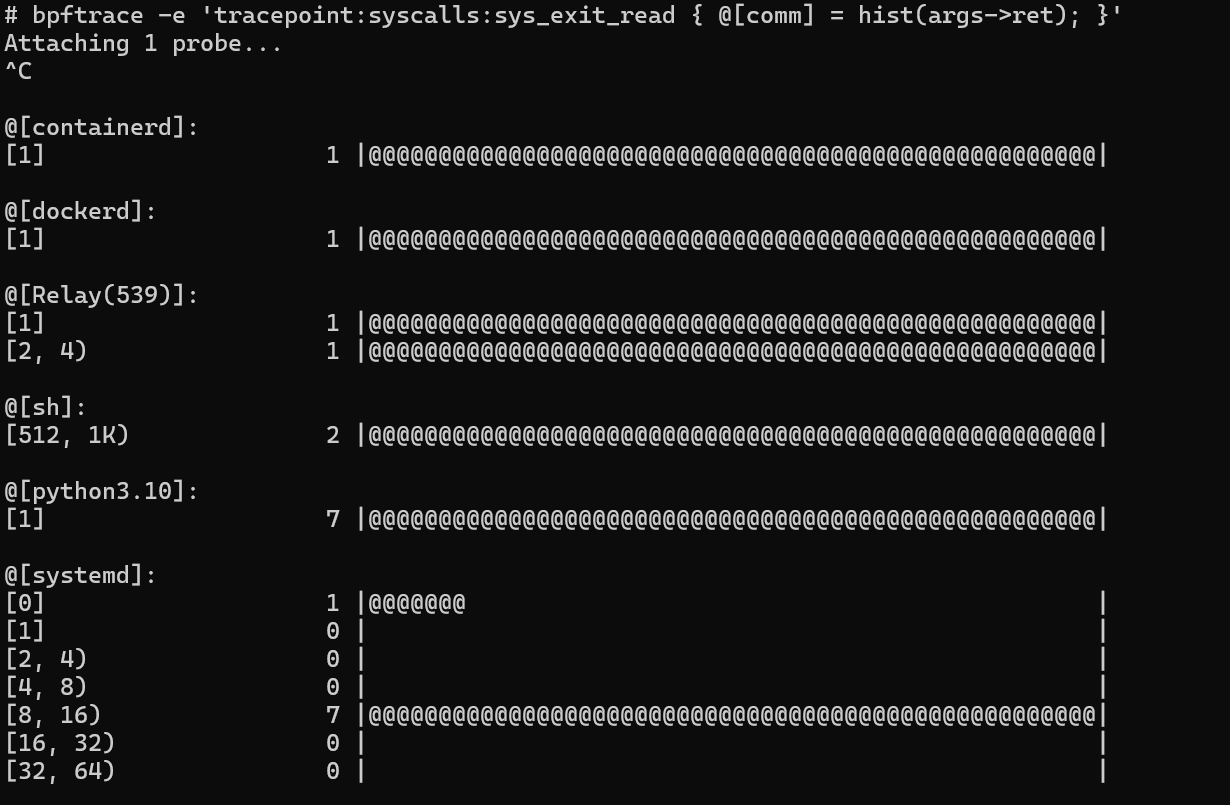 # bpftrace -e 'tracepoint:syscalls:sys_exit_read { @[comm] = hist(args->ret); }'
Attaching 1 probe...
^C
@[containerd]:
[1]                    1 |@@@@@@@@@@@@@@@@@@@@@@@@@@@@@@@@@@@@@@@@@@@@@@@@@@@@|
@[dockerd]:
[1]                    1 |@@@@@@@@@@@@@@@@@@@@@@@@@@@@@@@@@@@@@@@@@@@@@@@@@@@@|
@[Relay(539)]:
[1]                    1 |@@@@@@@@@@@@@@@@@@@@@@@@@@@@@@@@@@@@@@@@@@@@@@@@@@@@|
[2, 4)                 1 |@@@@@@@@@@@@@@@@@@@@@@@@@@@@@@@@@@@@@@@@@@@@@@@@@@@@|
@[sh]:
[512, 1K)              2 |@@@@@@@@@@@@@@@@@@@@@@@@@@@@@@@@@@@@@@@@@@@@@@@@@@@@|
@[python3.10]:
[1]                    7 |@@@@@@@@@@@@@@@@@@@@@@@@@@@@@@@@@@@@@@@@@@@@@@@@@@@@|
@[systemd]:
[0]                    1 |@@@@@@@                                             |
[1]                    0 |                                                    |
[2, 4)                 0 |                                                    |
[4, 8)                 0 |                                                    |
[8, 16)                7 |@@@@@@@@@@@@@@@@@@@@@@@@@@@@@@@@@@@@@@@@@@@@@@@@@@@@|
[16, 32)               0 |                                                    |
[32, 64)               0 |                                                    |